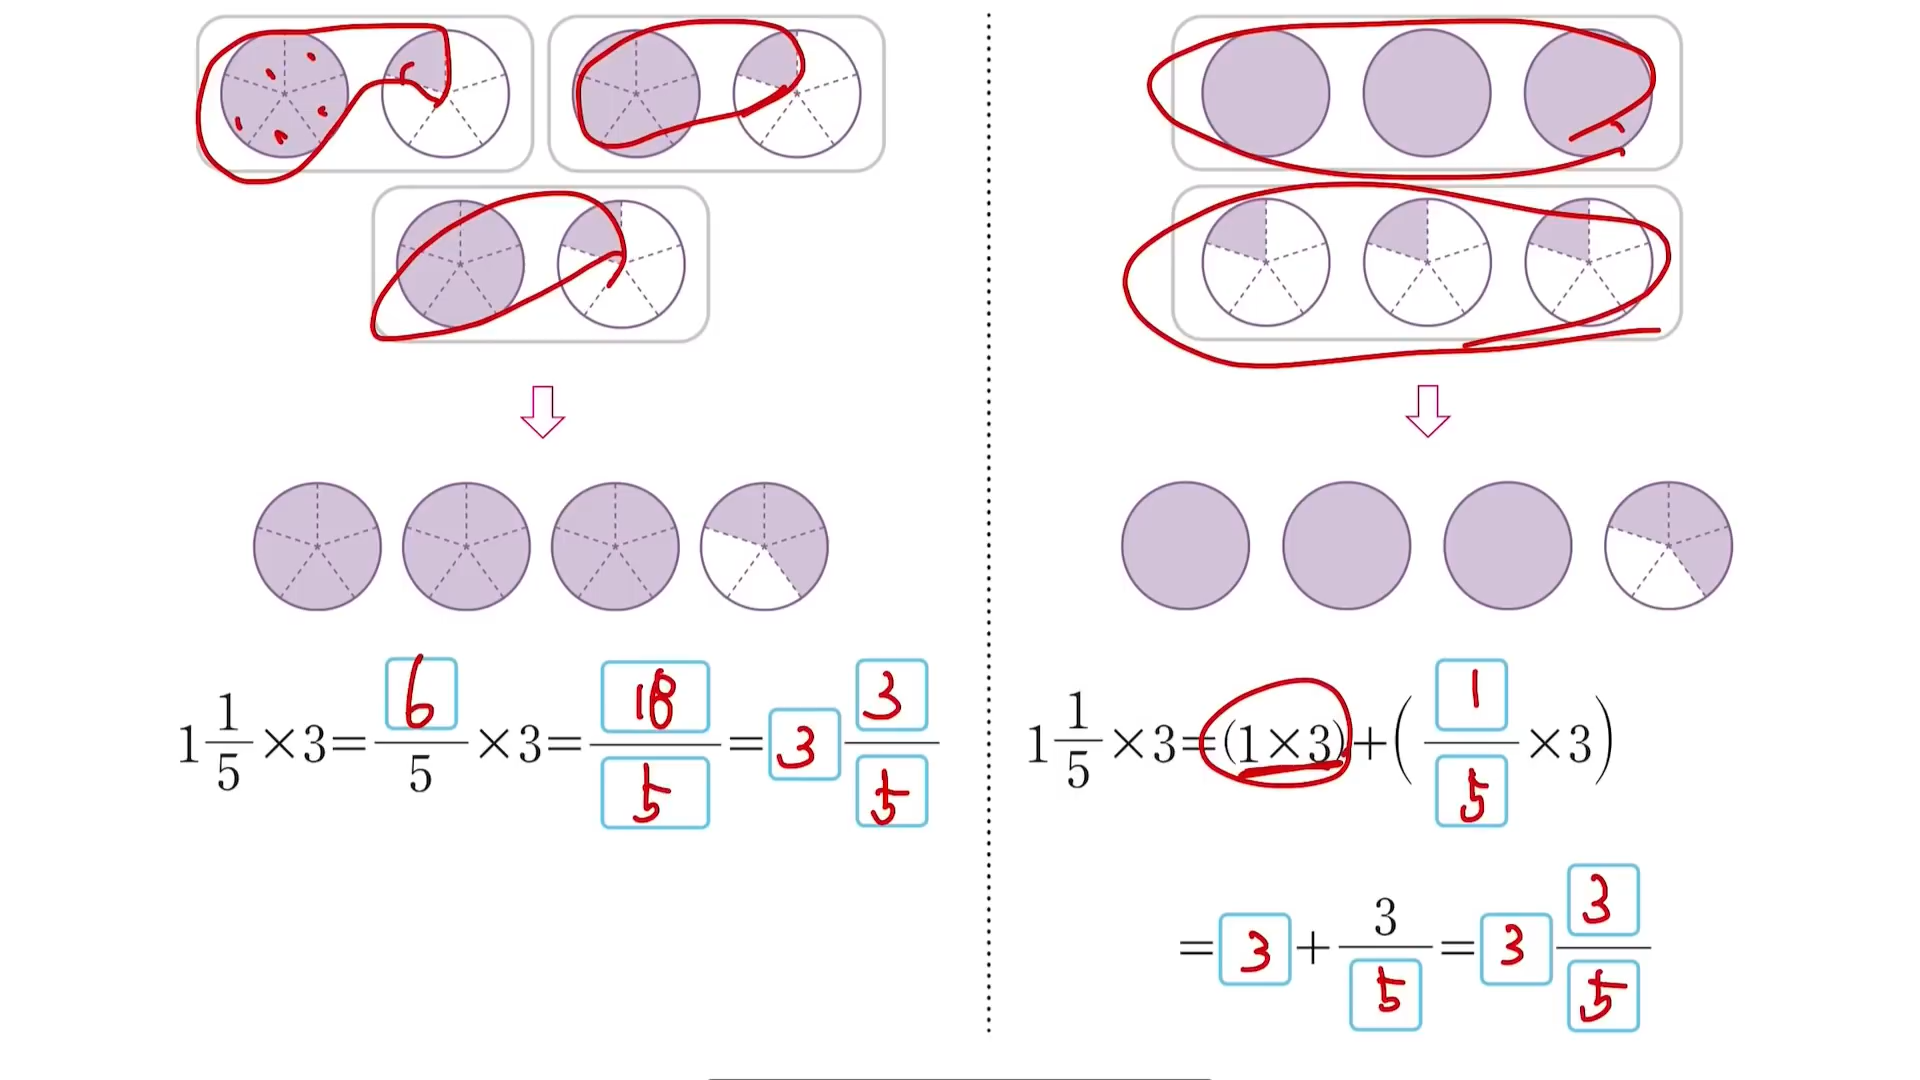 1 1/5 ×3= 6/5 ×3= 18/5 = 3 3/5
1 1/5 ×3=(1×3)+( 1/5 ×3)
= 3 + 3/5 = 3 3/5